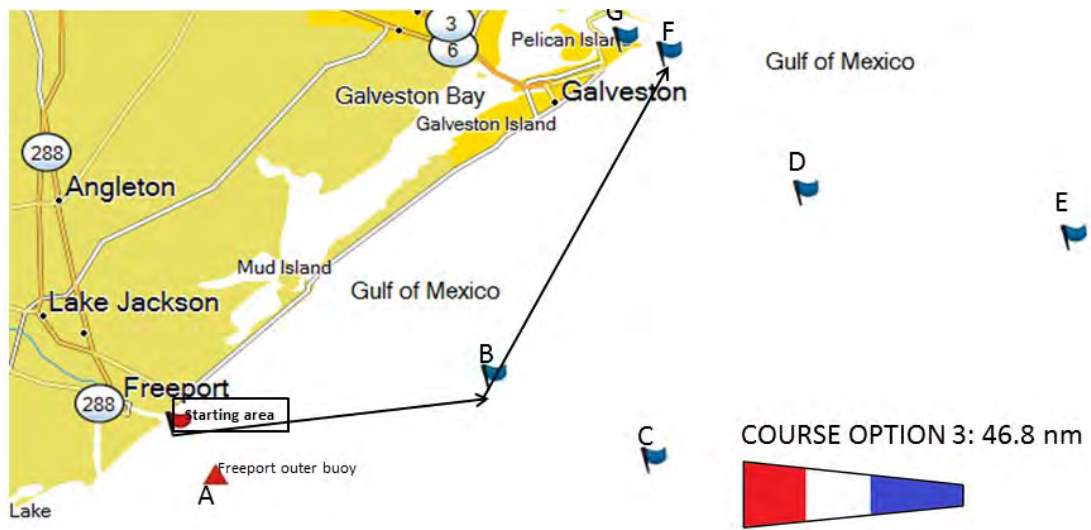 3
6
G
F
Pelican Islan
Gulf of Mexico
Galveston Bay
Galveston
Galveston Island
288
Angleton
D
E
Mud Island
Gulf of Mexico
Lake Jackson
B
Freeport
288
Starting area
C
COURSE OPTION 3: 46.8 nm
Freeport outer buoy
A
Lake